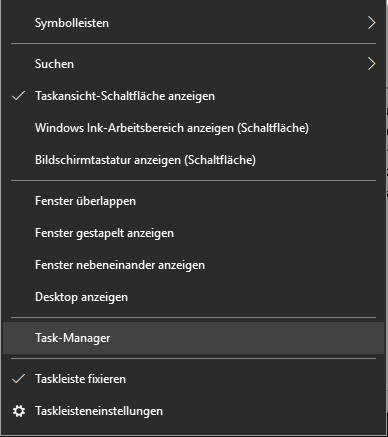 Symbolleisten
Suchen
Taskansicht-Schaltfläche anzeigen
Windows Ink-Arbeitsbereich anzeigen (Schaltfläche)
Bildschirmtastatur anzeigen (Schaltfläche)
Fenster überlappen
Fenster gestapelt anzeigen
Fenster nebeneinander anzeigen
Desktop anzeigen
Task-Manager
Taskleiste fixieren
Taskleisteneinstellungen